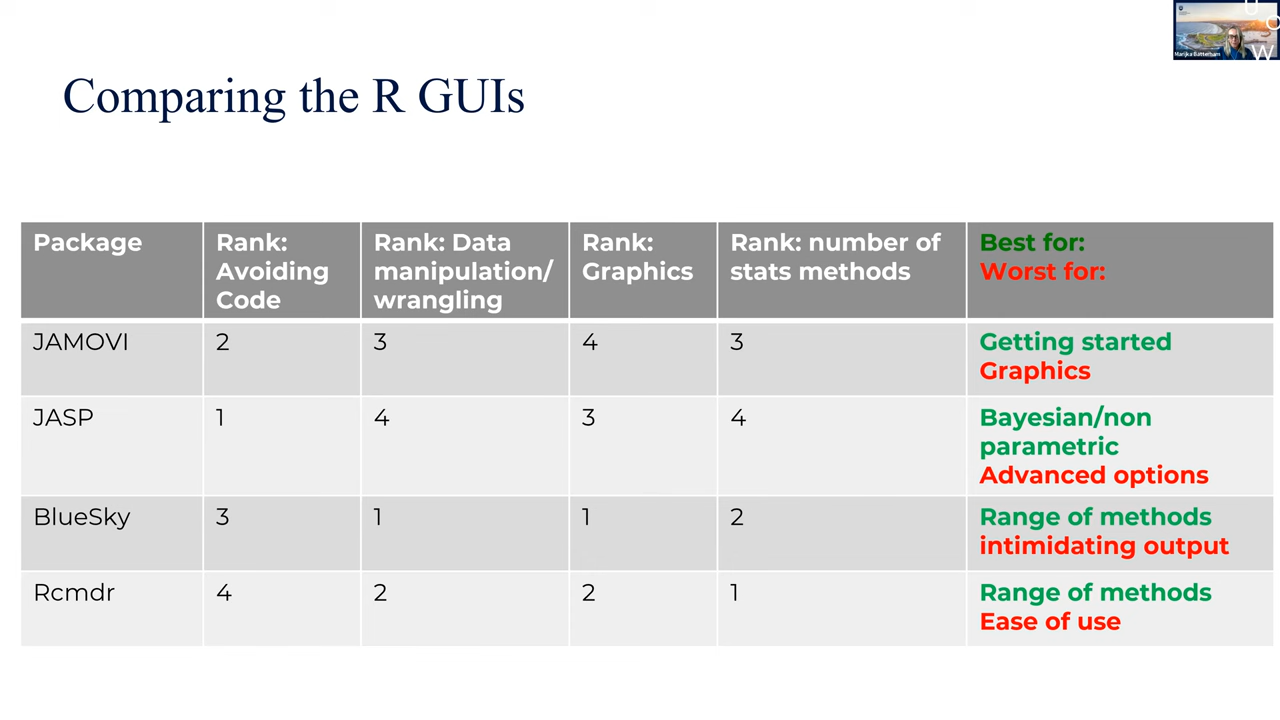 Comparing the R GUIs
Marijka Batterham
U
O
W
Package
Rank:
Avoiding
Code
Rank: Data
manipulation/
wrangling
Rank:
Graphics
Rank: number of
stats methods
Best for:
Worst for:
JAMOVI
2
3
4
3
Getting started
Graphics
JASP
1
4
3
4
Bayesian/non
parametric
Advanced options
BlueSky
3
1
1
2
Range of methods
intimidating output
Rcmdr
4
2
2
1
Range of methods
Ease of use